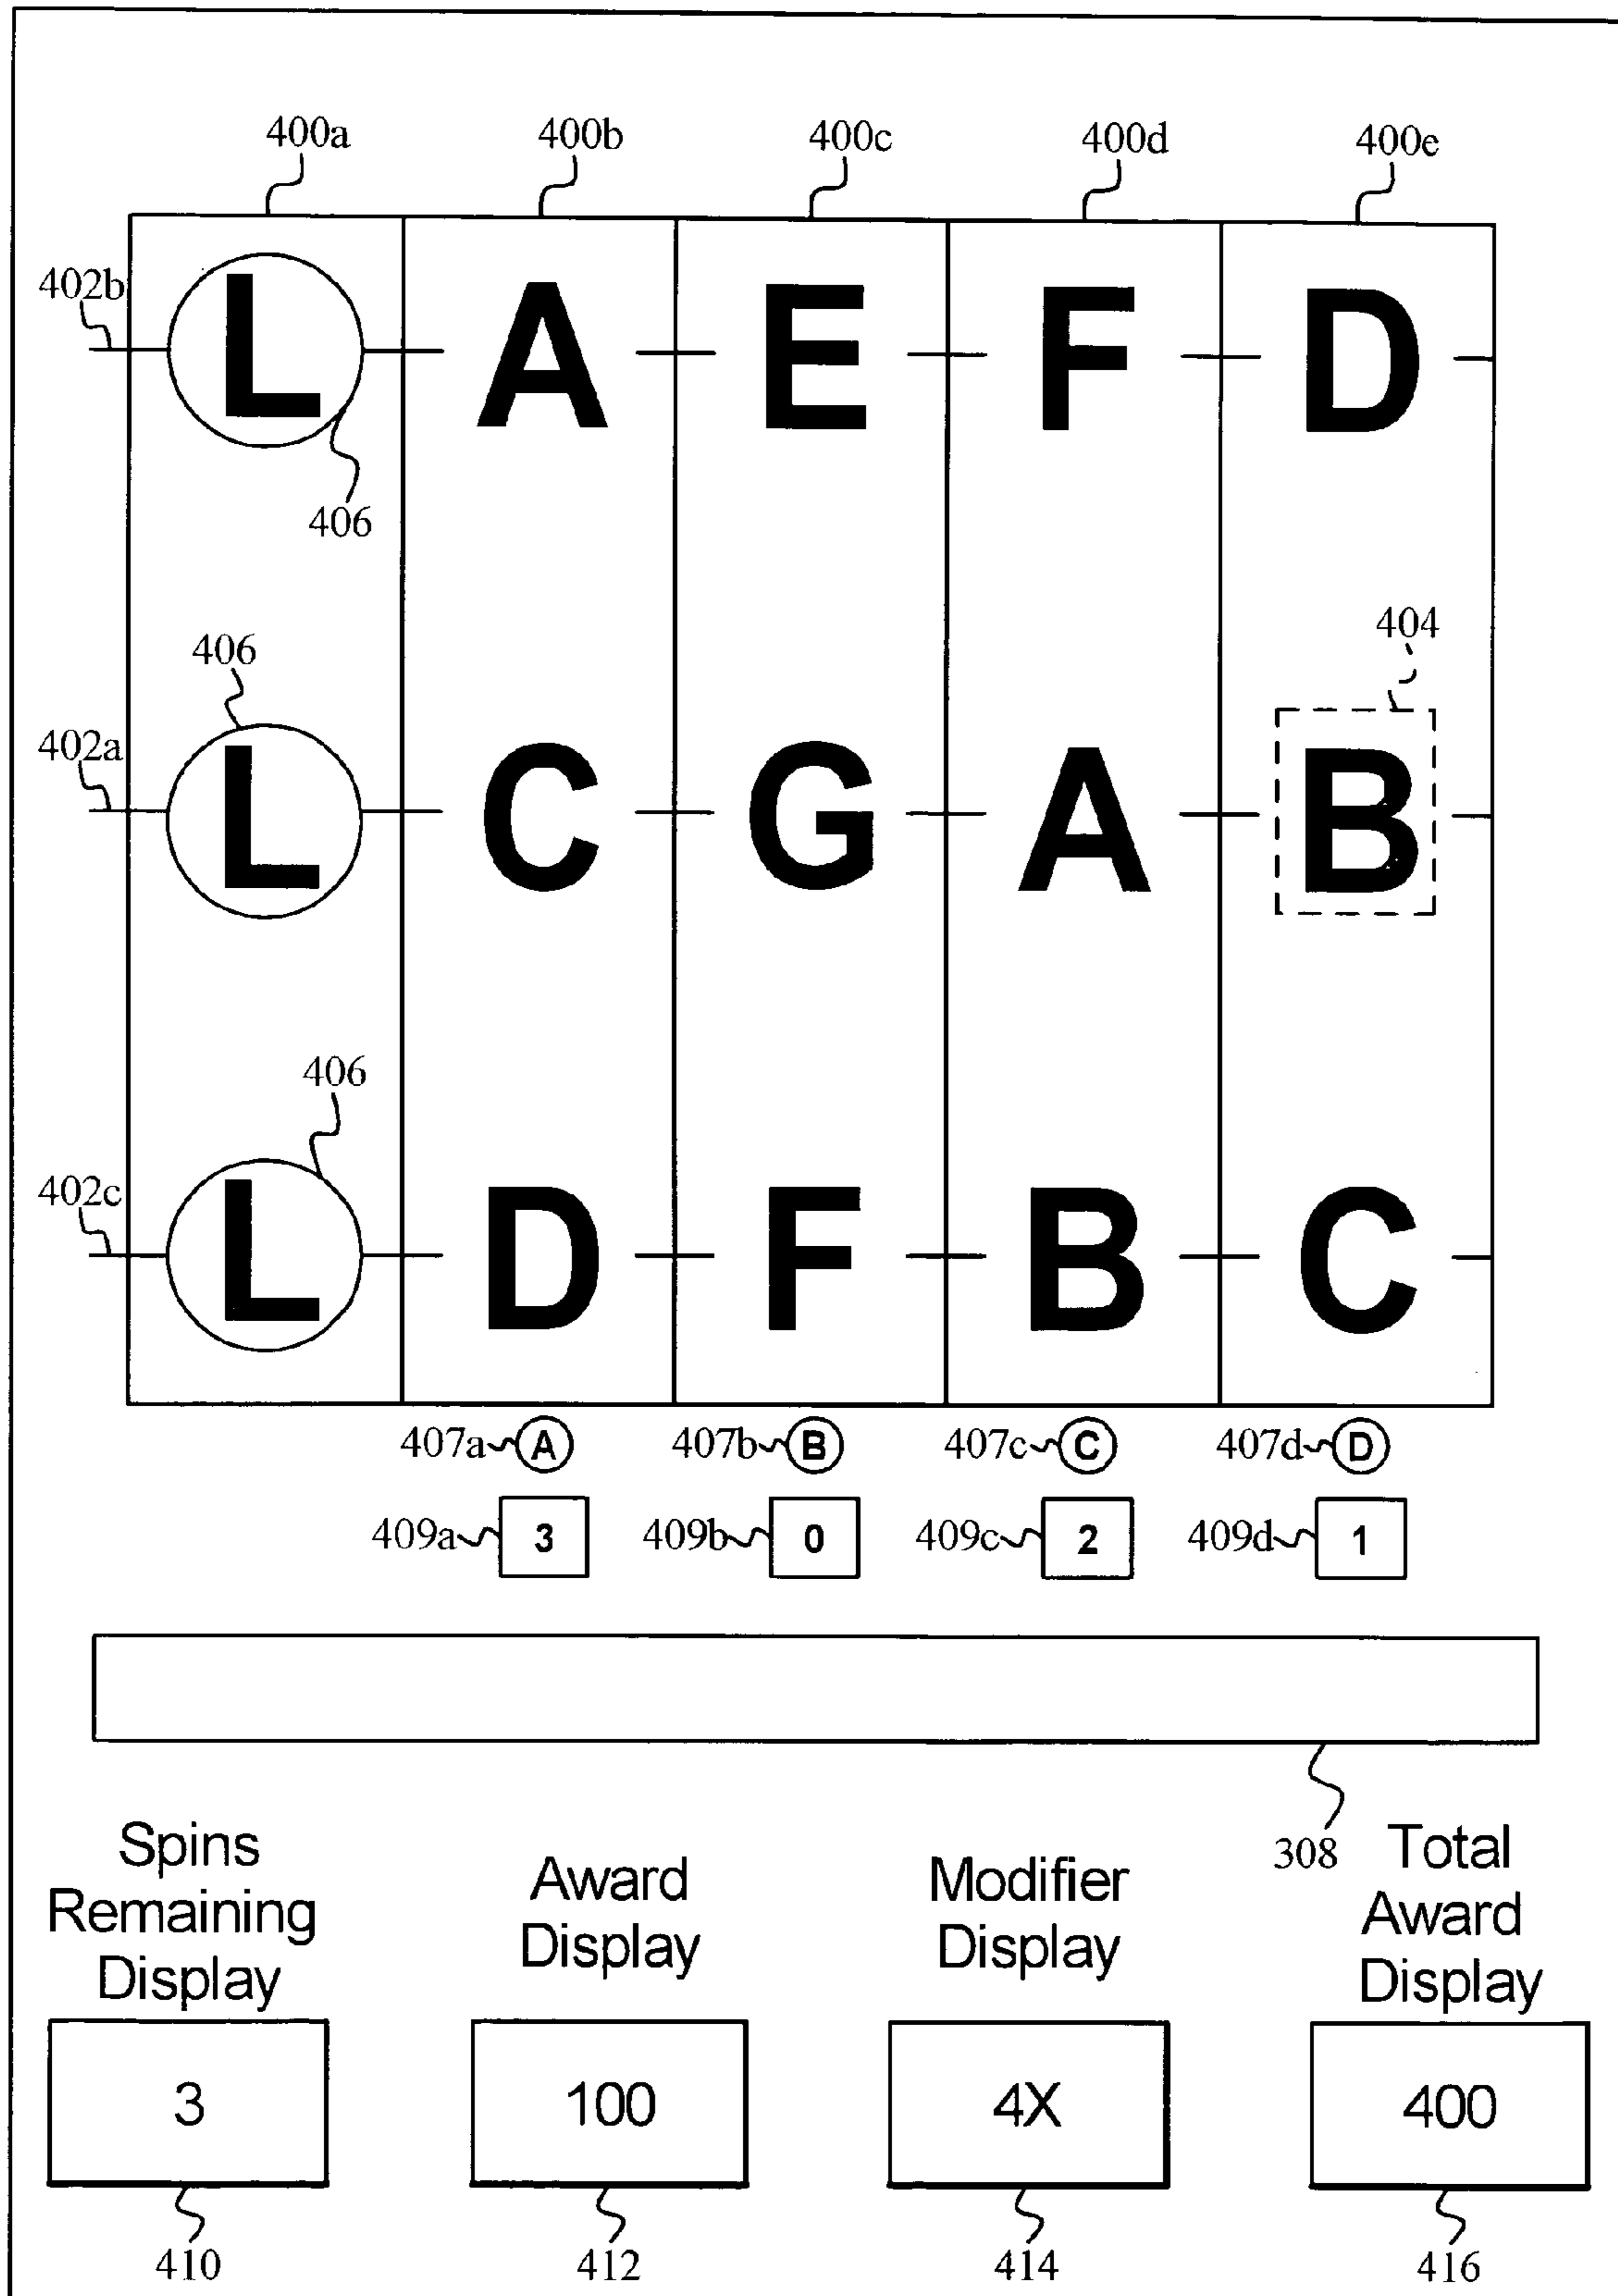 400a 400b 400c 400d 400e
402b L A E F D
406
404
406
402a L C G A B
406
402c L D F B C
407a A 407b B 407c C 407d D
409a 3 409b 0 409c 2 409d 1
308
Spins Remaining Display
Award Display
Modifier Display
Total Award Display
3 100 4X 400
410 412 414 416